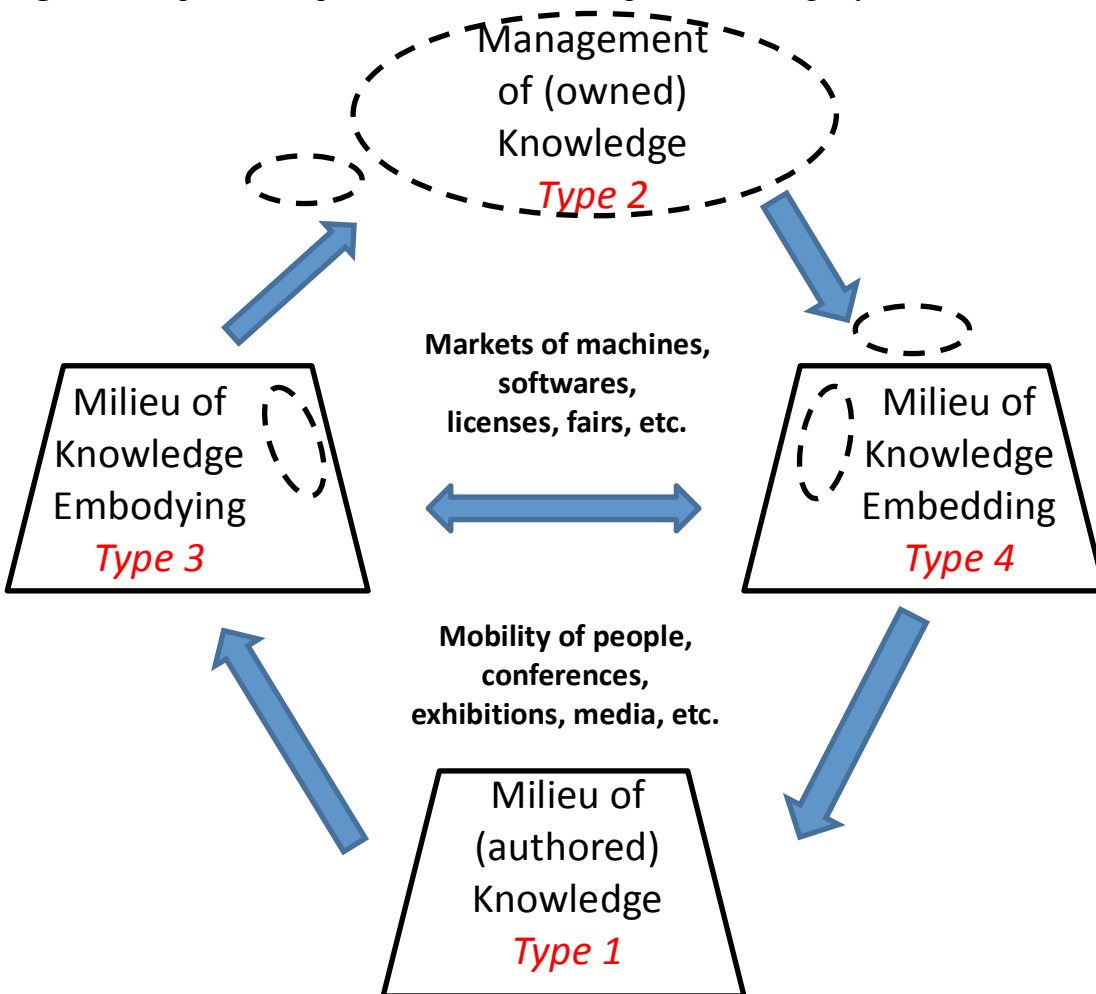 Management
of (owned)
Knowledge
Type 2
Markets of machines,
softwares,
licenses, fairs, etc.
Milieu of
Knowledge
Embodying
Type 3
Milieu of
Knowledge
Embedding
Type 4
Mobility of people,
conferences,
exhibitions, media, etc.
Milieu of
(authored)
Knowledge
Type 1